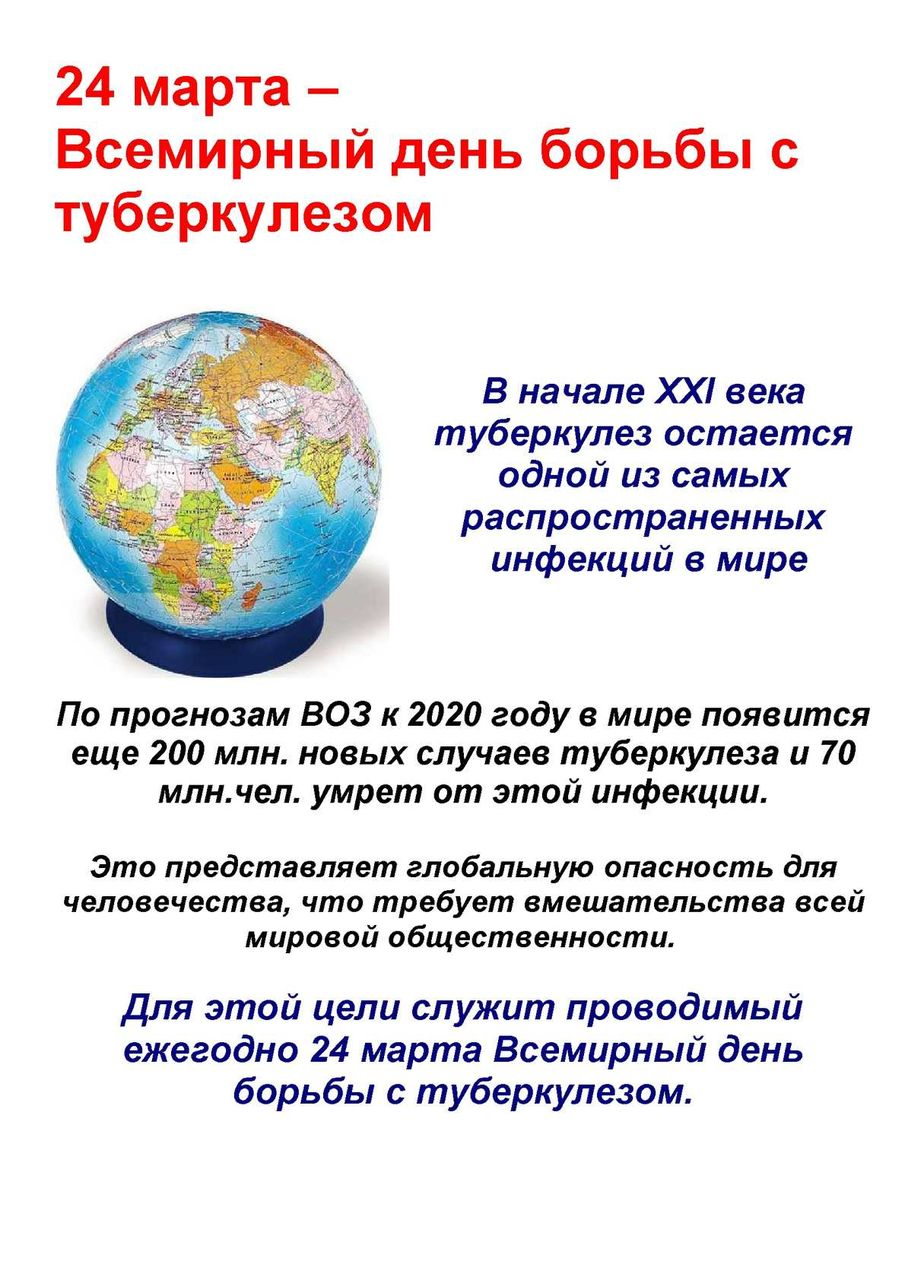 24 марта –
Всемирный день борьбы с
туберкулезом
В начале XXI века
туберкулез остается
одной из самых
распространенных
инфекций в мире
По прогнозам ВОЗ к 2020 году в мире появится
еще 200 млн. новых случаев туберкулеза и 70
млн.чел. умрет от этой инфекции.
Это представляет глобальную опасность для
человечества, что требует вмешательства всей
мировой общественности.
Для этой цели служит проводимый
ежегодно 24 марта Всемирный день
борьбы с туберкулезом.